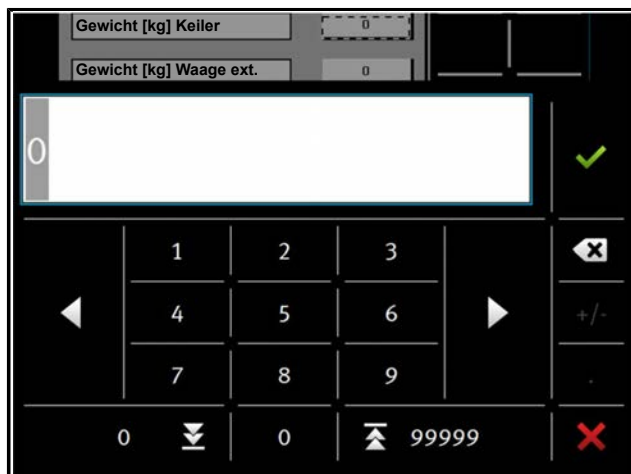 Gewicht [kg] Keiler 0
Gewicht [kg] Waage ext. 0
0
1 2 3
4 5 6 +/-
7 8 9 .
0 0 99999